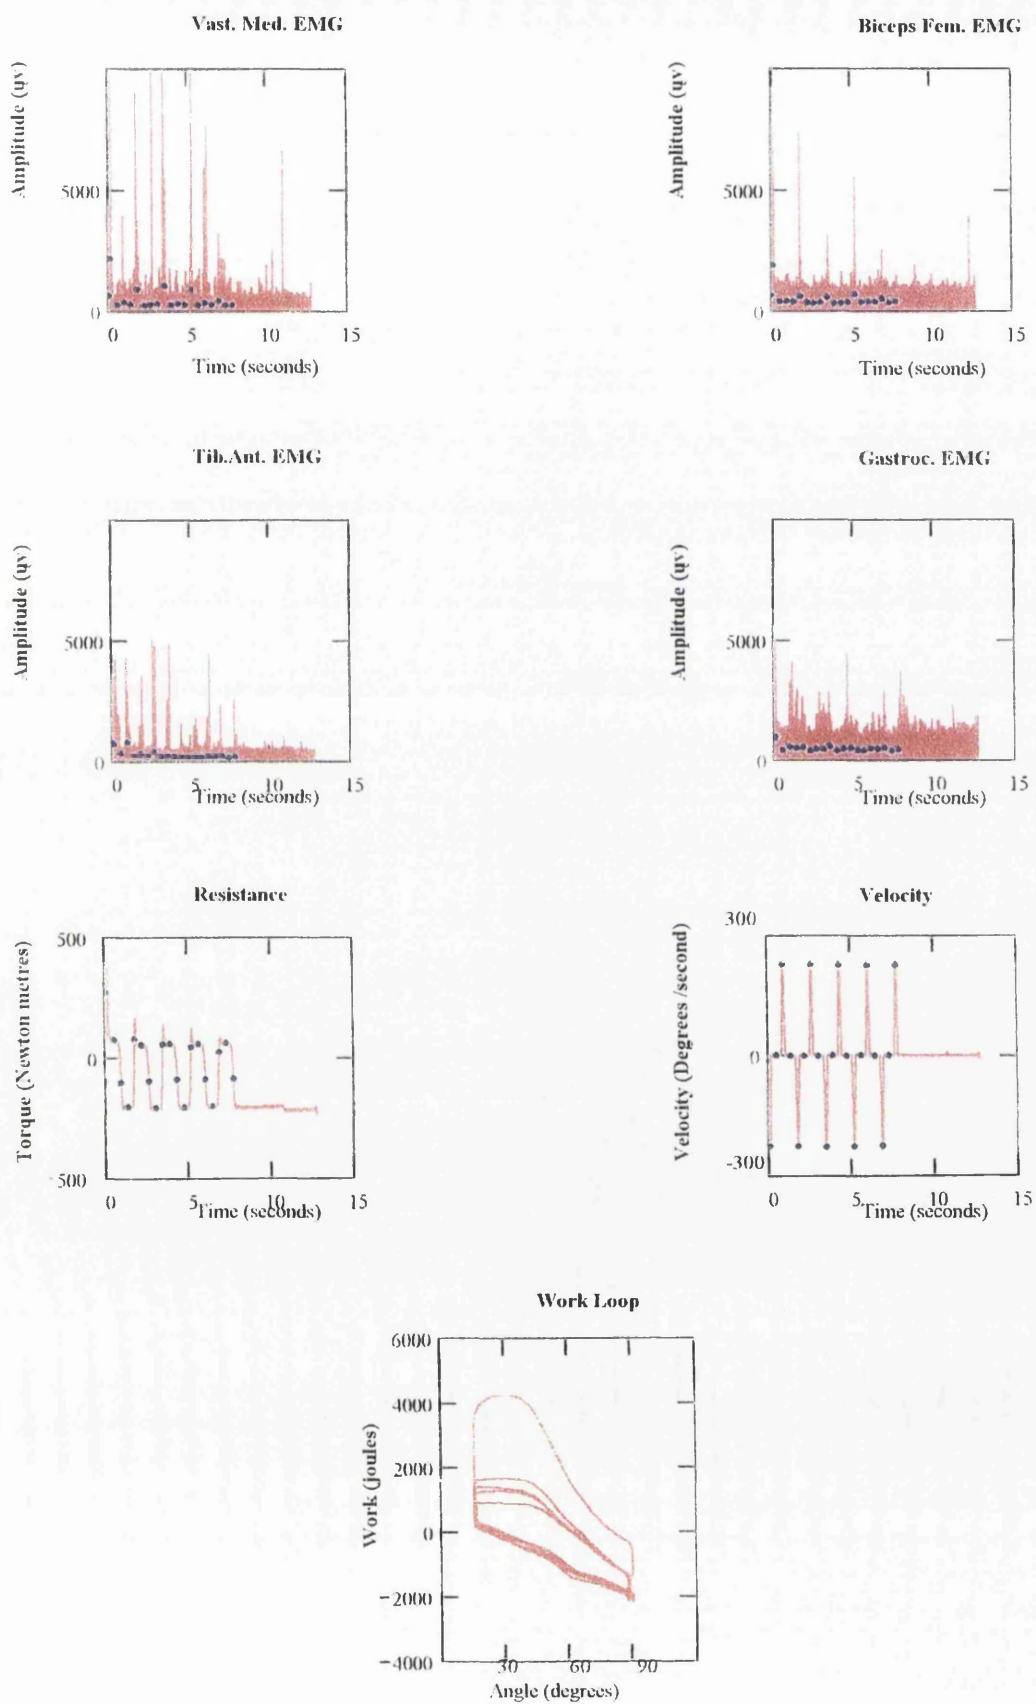 Vast. Med. EMG
Amplitude (ųv)
5000
0
0 5 10 15
Time (seconds)
Biceps Fem. EMG
Amplitude (ųv)
5000
0
0 5 10 15
Time (seconds)
Tib.Ant. EMG
Amplitude (ųv)
5000
0
0 5 10 15
Time (seconds)
Gastroc. EMG
Amplitude (ųv)
5000
0
0 5 10 15
Time (seconds)
Resistance
Torque (Newton metres)
500
0
500
0 5 10 15
Time (seconds)
Velocity
Velocity (Degrees /second)
300
0
-300
0 5 10 15
Time (seconds)
Work Loop
Work (joules)
6000
4000
2000
0
−2000
−4000
30 60 90
Angle (degrees)